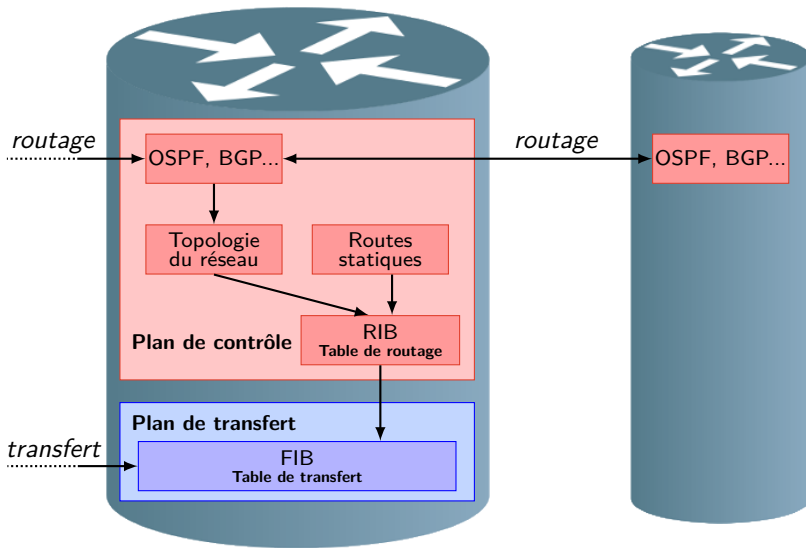 routage
OSPF, BGP...
routage
OSPF, BGP...
Topologie
du réseau
Routes
statiques
Plan de contrôle
RIB
Table de routage
Plan de transfert
transfert
FIB
Table de transfert